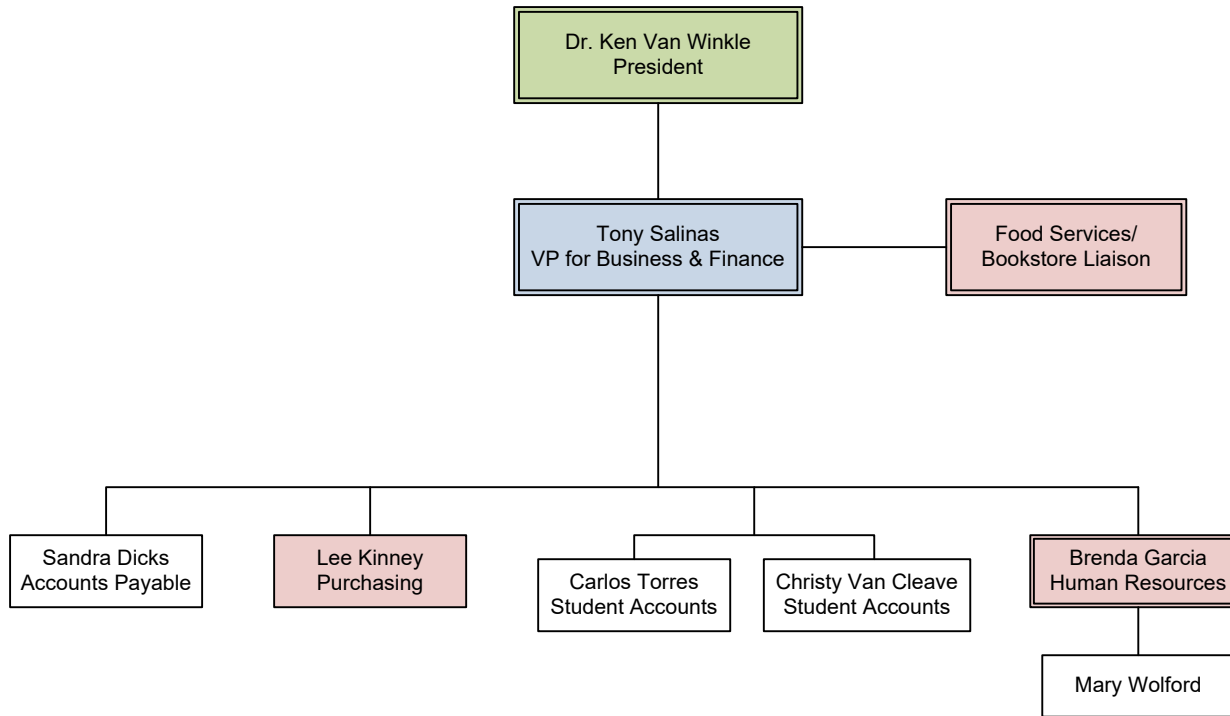 Dr. Ken Van Winkle
President
Tony Salinas
VP for Business & Finance
Food Services/
Bookstore Liaison
Sandra Dicks
Accounts Payable
Lee Kinney
Purchasing
Carlos Torres
Student Accounts
Christy Van Cleave
Student Accounts
Brenda Garcia
Human Resources
Mary Wolford